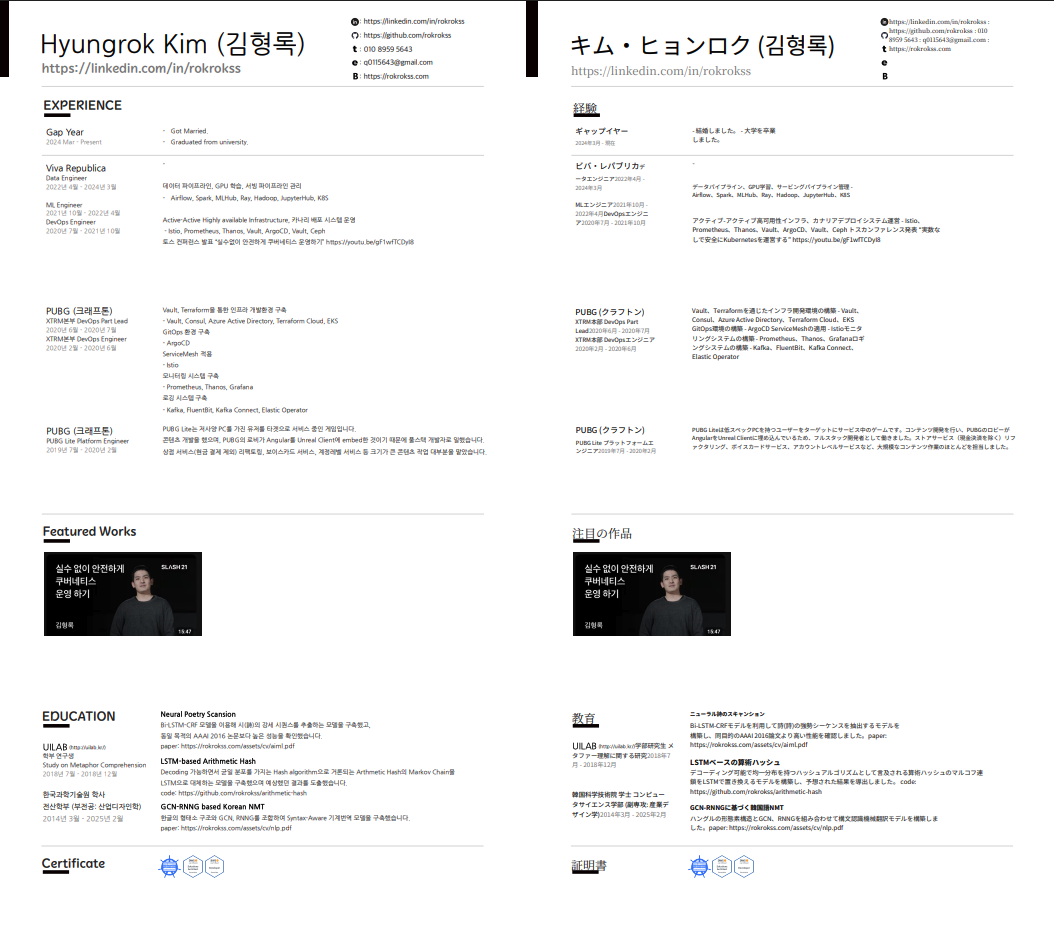 Hyungrok Kim (김형록)
https://linkedin.com/in/rokrokss
: https://linkedin.com/in/rokrokss
: https://github.com/rokrokss
: 010 8959 5643
: q0115643@gmail.com
: https://rokrokss.com
EXPERIENCE
Gap Year
2024 Mar - Present
- Got Married.
- Graduated from university.
Viva Republica
Data Engineer
2022년 4월 - 2024년 3월
ML Engineer
2021년 10월 - 2022년 4월
DevOps Engineer
2020년 7월 - 2021년 10월
-
데이터 파이프라인, GPU 학습, 서빙 파이프라인 관리
- Airflow, Spark, MLHub, Ray, Hadoop, JupyterHub, K8S
Active-Active Highly available Infrastructure, 카나리 배포 시스템 운영
- Istio, Prometheus, Thanos, Vault, ArgoCD, Vault, Ceph
토스 컨퍼런스 발표 "실수없이 안전하게 쿠버네티스 운영하기" https://youtu.be/gF1wfTCDyI8
PUBG (크래프톤)
XTRM본부 DevOps Part Lead
2020년 6월 - 2020년 7월
XTRM본부 DevOps Engineer
2020년 2월 - 2020년 6월
Vault, Terraform을 통한 인프라 개발환경 구축
- Vault, Consul, Azure Active Directory, Terraform Cloud, EKS
GitOps 환경 구축
- ArgoCD
ServiceMesh 적용
- Istio
모니터링 시스템 구축
- Prometheus, Thanos, Grafana
로깅 시스템 구축
- Kafka, FluentBit, Kafka Connect, Elastic Operator
PUBG (크래프톤)
PUBG Lite Platform Engineer
2019년 7월 - 2020년 2월
PUBG Lite는 저사양 PC를 가진 유저를 타겟으로 서비스 중인 게임입니다.
콘텐츠 개발을 했으며, PUBG의 로비가 Angular를 Unreal Client에 embed한 것이기 때문에 풀스택 개발자로 일했습니다.
상점 서비스(현금 결제 제외) 리팩토링, 보이스카드 서비스, 계정레벨 서비스 등 크기가 큰 콘텐츠 작업 대부분을 맡았습니다.
Featured Works
실수 없이 안전하게
쿠버네티스
운영 하기
김형록
SLASH 21
15:47
EDUCATION
UILAB (http://uilab.kr/)
학부 연구생
Study on Metaphor Comprehension
2018년 7월 - 2018년 12월
한국과학기술원 학사
전산학부 (부전공: 산업디자인학)
2014년 3월 - 2025년 2월
Neural Poetry Scansion
Bi-LSTM-CRF 모델을 이용해 시(詩)의 강세 시퀀스를 추출하는 모델을 구축했고,
동일 목적의 AAAI 2016 논문보다 높은 성능을 확인했습니다.
paper: https://rokrokss.com/assets/cv/aiml.pdf
LSTM-based Arithmetic Hash
Decoding 가능하면서 균일 분포를 가지는 Hash algorithm으로 거론되는 Arthmetic Hash의 Markov Chain을
LSTM으로 대체하는 모델을 구축했으며 예상했던 결과를 도출했습니다.
code: https://rokrokss.com/arithmetic-hash
GCN-RNNG based Korean NMT
한글의 형태소 구조와 GCN, RNNG를 조합하여 Syntax-Aware 기계번역 모델을 구축했습니다.
paper: https://rokrokss.com/assets/cv/nlp.pdf
Certificate
キム・ヒョンロク (김형록)
https://linkedin.com/in/rokrokss
https://linkedin.com/in/rokrokss :
https://github.com/rokrokss : 010
8959 5643 : q0115643@gmail.com :
https://rokrokss.com
経験
ギャップイヤー
2024年3月 - 現在
- 結婚しました。 - 大学を卒業
しました。
ビバ・レパブリカデ
ータエンジニア2022年4月 -
2024年3月
MLエンジニア2021年10月 -
2022年4月DevOpsエンジニ
ア2020年7月 - 2021年10月
-
データパイプライン、GPU学習、サービングパイプライン管理 -
Airflow、Spark、MLHub、Ray、Hadoop、JupyterHub、K8S
アクティブ-アクティブ高可用性インフラ、カナリアデプロイシステム運営 - Istio、
Prometheus、Thanos、Vault、ArgoCD、Vault、Ceph トスカンファレンス発表 “実数な
しで安全にKubernetesを運営する” https://youtu.be/gF1wfTCDyI8
PUBG (クラフトン)
XTRM本部 DevOps Part
Lead2020年6月 - 2020年7月
XTRM本部 DevOpsエンジニア
2020年2月 - 2020年6月
Vault、Terraformを通じたインフラ開発環境の構築 - Vault、
Consul、Azure Active Directory、Terraform Cloud、EKS
GitOps環境の構築 - ArgoCD ServiceMeshの適用 - Istioモニタ
リングシステムの構築 - Prometheus、Thanos、Grafanaロギ
ングシステムの構築 - Kafka、FluentBit、Kafka Connect、
Elastic Operator
PUBG (クラフトン)
PUBG Lite プラットフォームエ
ンジニア2019年7月 - 2020年2月
PUBG Liteは低スペックPCを持つユーザーをターゲットにサービス中のゲームです。コンテンツ開発を行い、PUBGのロビーが
AngularをUnreal Clientに埋め込んでいるため、フルスタック開発者として働きました。ストアサービス（現金決済を除く）リフ
ァクタリング、ボイスカードサービス、アカウントレベルサービスなど、大規模なコンテンツ作業のほとんどを担当しました。
注目の作品
실수 없이 안전하게
쿠버네티스
운영 하기
김형록
SLASH 21
15:47
教育
UILAB (http://uilab.kr/)学部研究生 メ
タファー理解に関する研究2018年7
月 - 2018年12月
韓国科学技術院 学士 コンピュー
タサイエンス学部 (副専攻: 産業デ
ザイン学)2014年3月 - 2025年2月
ニューラル詩のスキャンション
Bi-LSTM-CRFモデルを利用して詩(詩)の強勢シーケンスを抽出するモデルを
構築し、同目的のAAAI 2016論文より高い性能を確認しました。paper:
https://rokrokss.com/assets/cv/aiml.pdf
LSTMベースの算術ハッシュ
デコーディング可能で均一分布を持つハッシュアルゴリズムとして言及される算術ハッシュのマルコフ連
鎖をLSTMで置き換えるモデルを構築し、予想された結果を導出しました。code:
https://rokrokss.com/arithmetic-hash
GCN-RNNGに基づく韓国語NMT
ハングルの形態素構造とGCN、RNNGを組み合わせて構文認識機械翻訳モデルを構築しま
した。paper: https://rokrokss.com/assets/cv/nlp.pdf
証明書